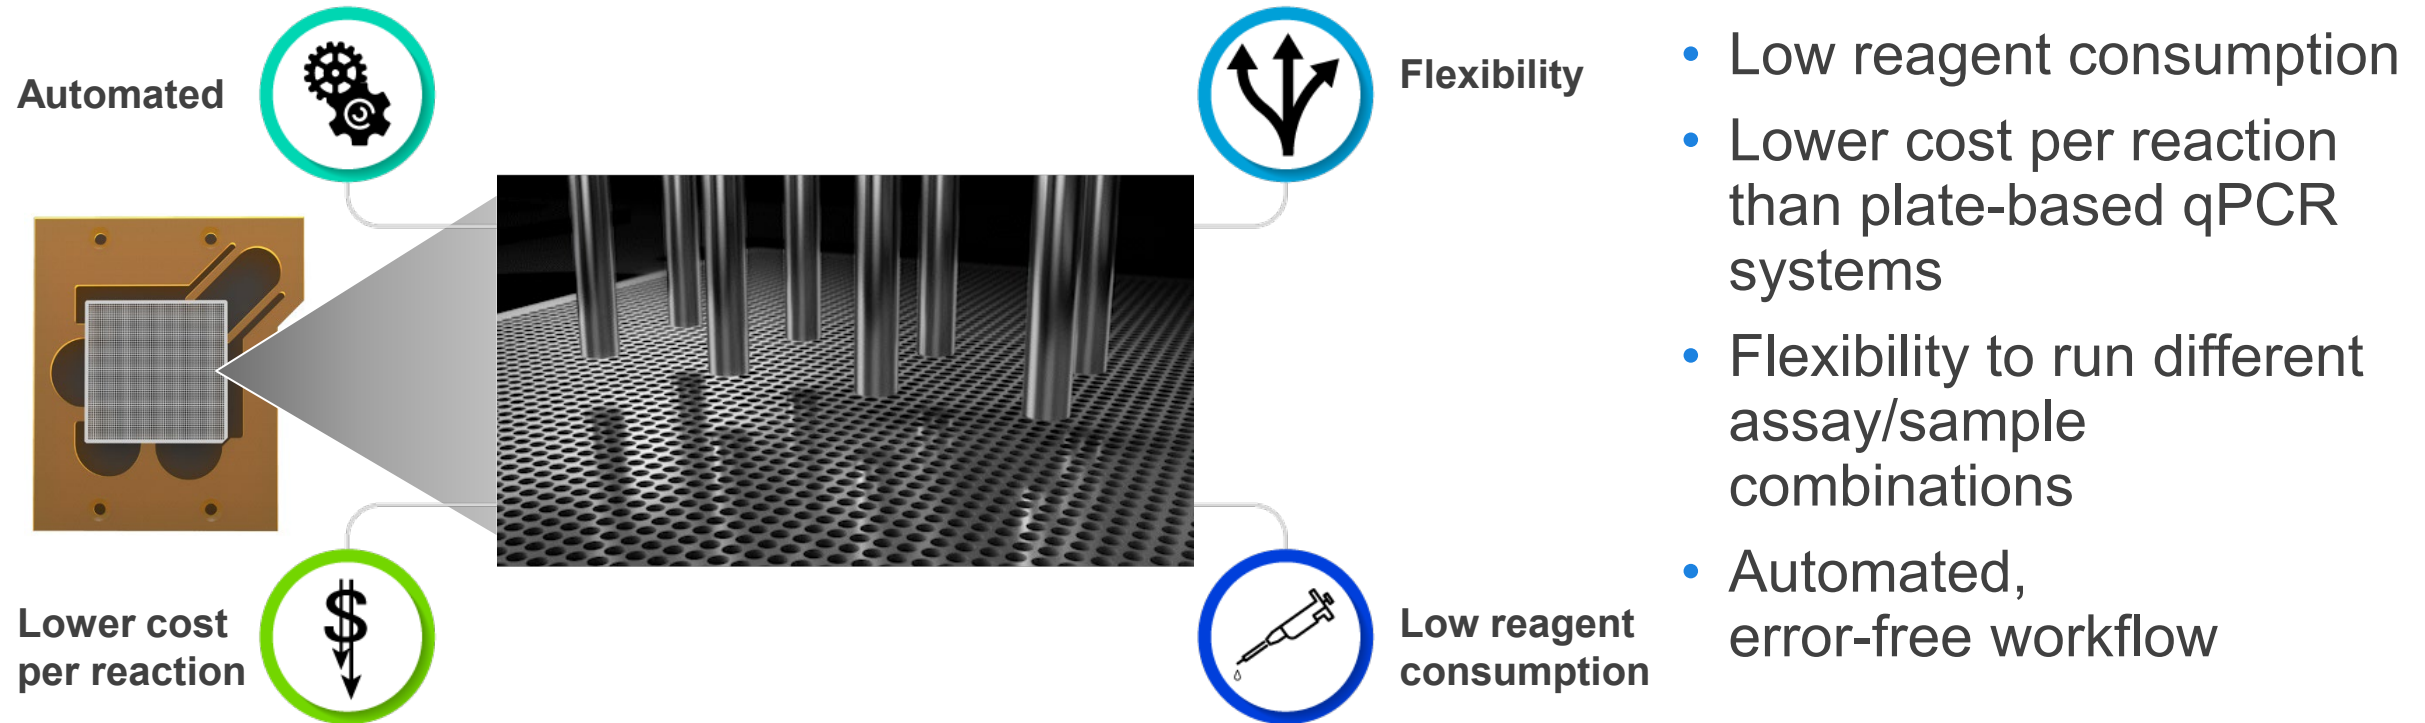 Automated
Flexibility
Lower cost
per reaction
$
Low reagent
consumption
• Low reagent consumption
• Lower cost per reaction
than plate-based qPCR
systems
• Flexibility to run different
assay/sample
combinations
• Automated,
error-free workflow